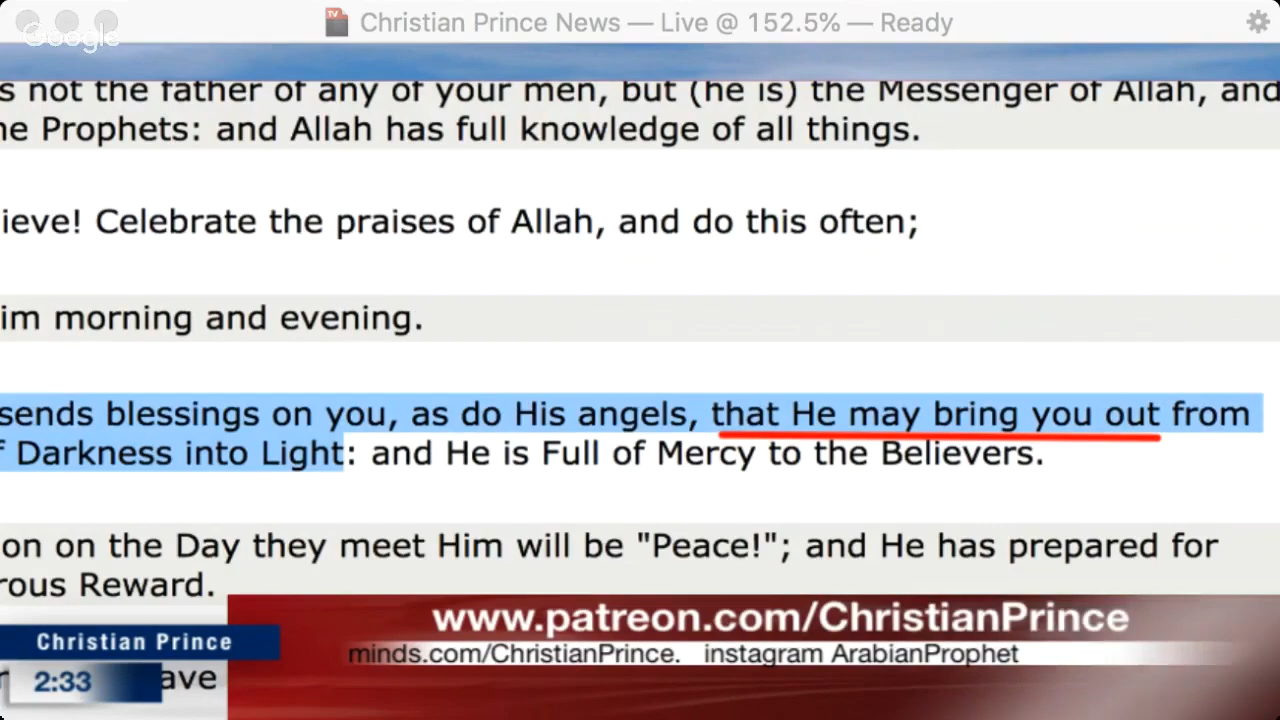 Christian Prince News — Live @ 152.5% — Ready
Google
s not the father of any of your men, but (he is) the Messenger of Allah, and
he Prophets: and Allah has full knowledge of all things.
ieve! Celebrate the praises of Allah, and do this often;
im morning and evening.
sends blessings on you, as do His angels, that He may bring you out from
f Darkness into Light: and He is Full of Mercy to the Believers.
on on the Day they meet Him will be "Peace!"; and He has prepared for
rous Reward.
www.patreon.com/ChristianPrince
Christian Prince
minds.com/ChristianPrince. instagram ArabianProphet
2:33 ave